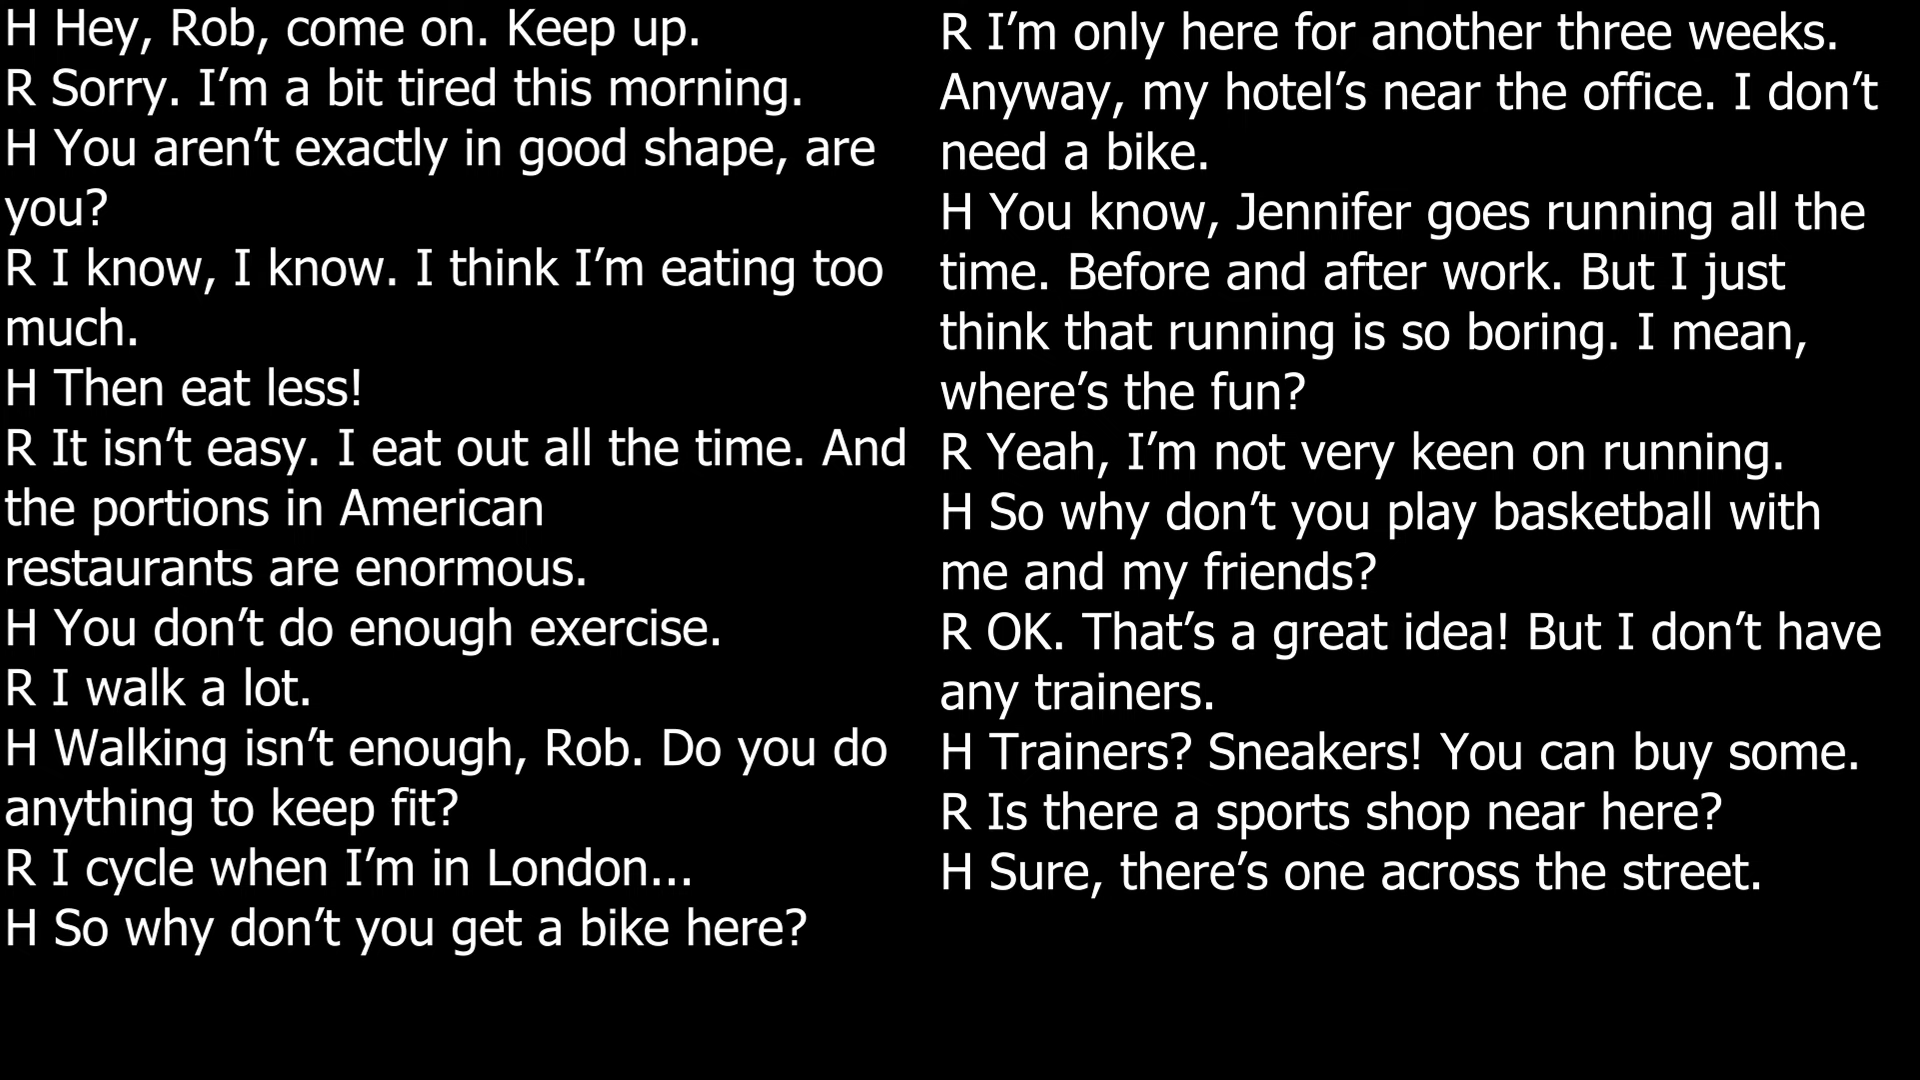 H Hey, Rob, come on. Keep up.
R Sorry. I’m a bit tired this morning.
H You aren’t exactly in good shape, are
you?
R I know, I know. I think I’m eating too
much.
H Then eat less!
R It isn’t easy. I eat out all the time. And
the portions in American
restaurants are enormous.
H You don’t do enough exercise.
R I walk a lot.
H Walking isn’t enough, Rob. Do you do
anything to keep fit?
R I cycle when I’m in London...
H So why don’t you get a bike here?
R I’m only here for another three weeks.
Anyway, my hotel’s near the office. I don’t
need a bike.
H You know, Jennifer goes running all the
time. Before and after work. But I just
think that running is so boring. I mean,
where’s the fun?
R Yeah, I’m not very keen on running.
H So why don’t you play basketball with
me and my friends?
R OK. That’s a great idea! But I don’t have
any trainers.
H Trainers? Sneakers! You can buy some.
R Is there a sports shop near here?
H Sure, there’s one across the street.